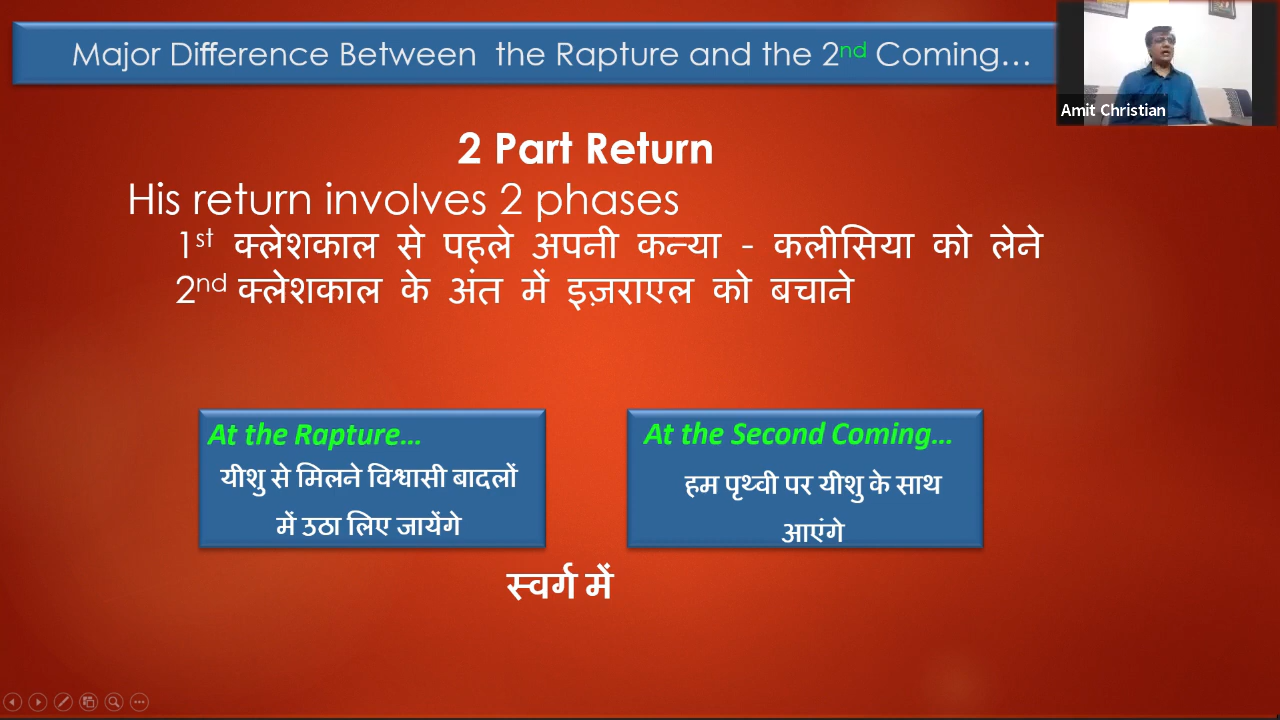 Major Difference Between the Rapture and the 2nd Coming...
Amit Christian
2 Part Return
His return involves 2 phases
1st क्लेशकाल से पहले अपनी कन्या - कलीसिया को लेने
2nd क्लेशकाल के अंत में इज़राएल को बचाने
At the Rapture...
यीशु से मिलने विश्वासी बादलों
में उठा लिए जायेंगे
At the Second Coming...
हम पृथ्वी पर यीशु के साथ
आएंगे
स्वर्ग में